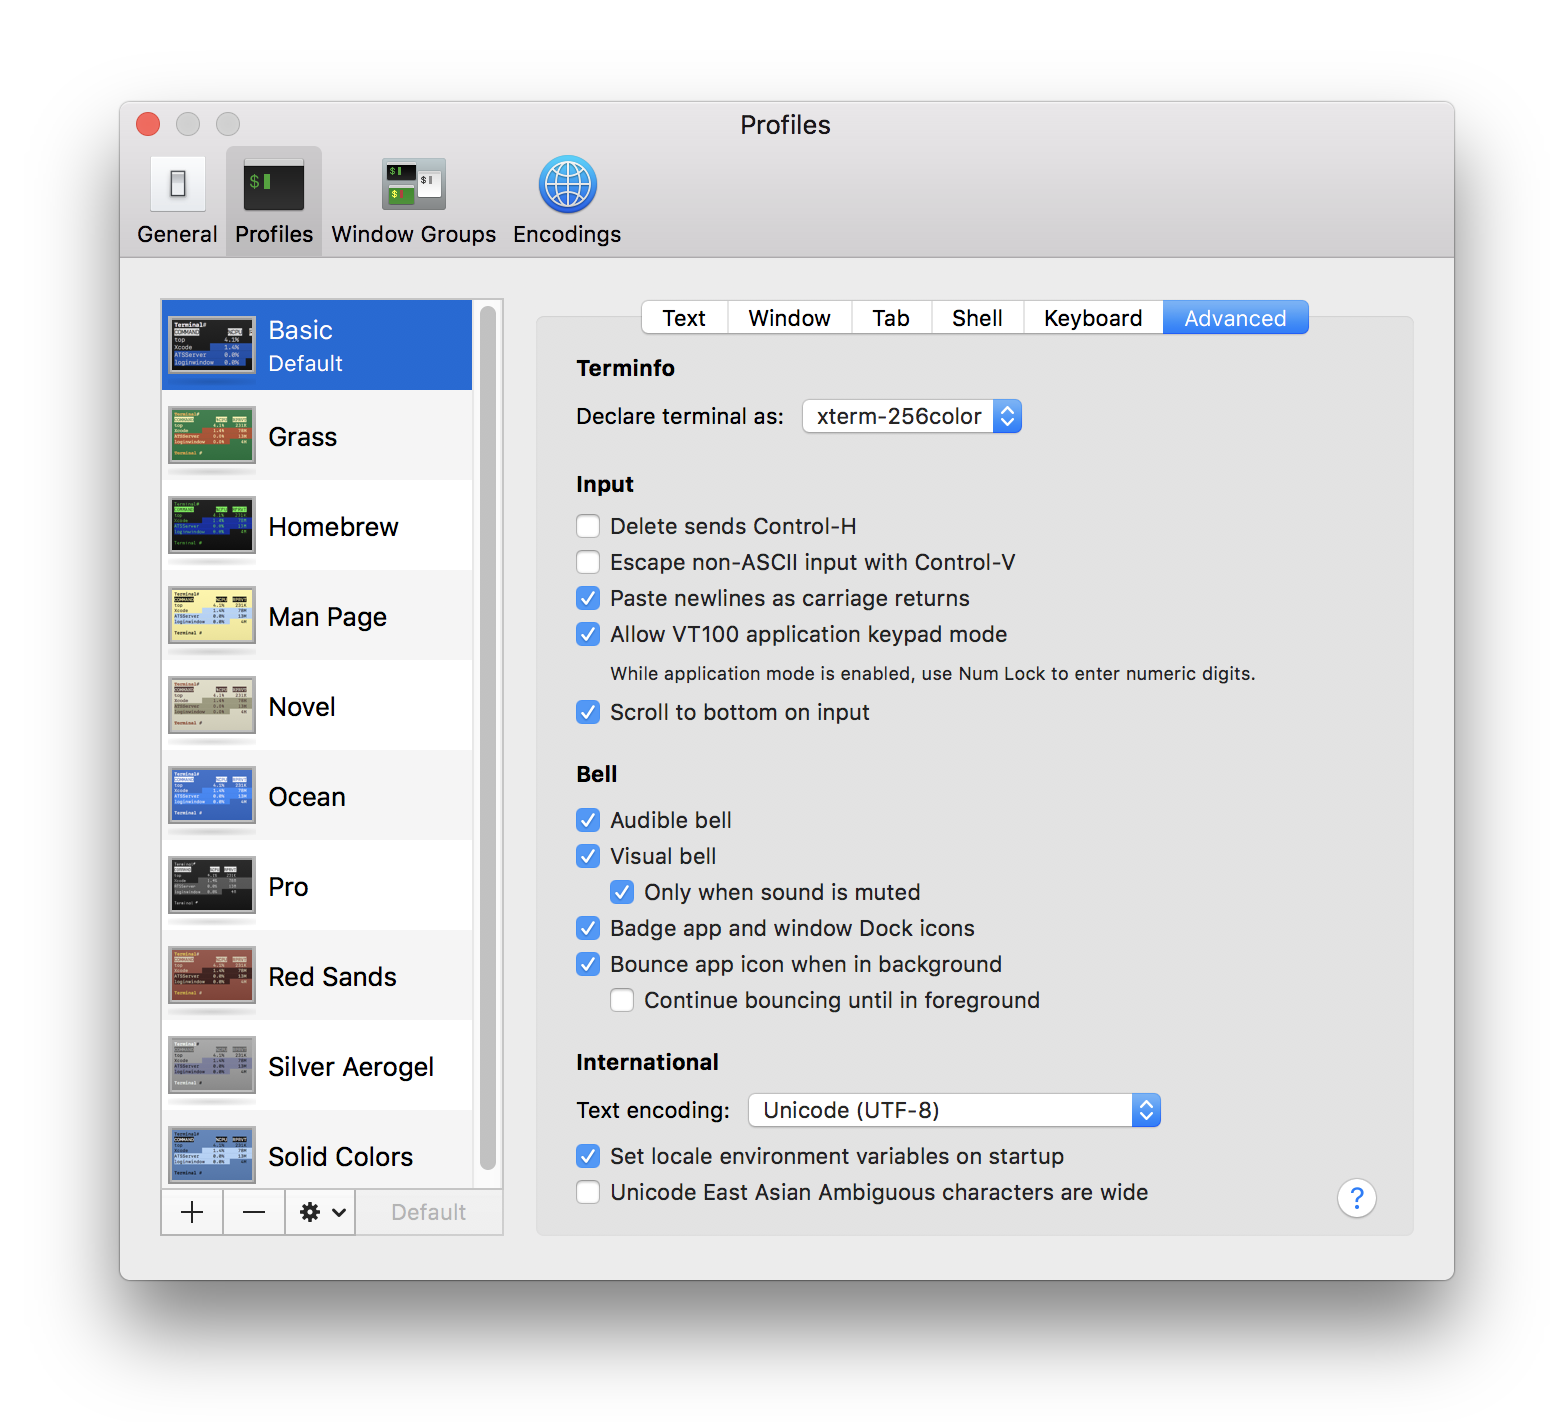 Profiles
General Profiles Window Groups Encodings
Basic
Default
Grass
Homebrew
Man Page
Novel
Ocean
Pro
Red Sands
Silver Aerogel
Solid Colors
Default
Text Window Tab Shell Keyboard Advanced
Terminfo
Declare terminal as: xterm-256color
Input
Delete sends Control-H
Escape non-ASCII input with Control-V
Paste newlines as carriage returns
Allow VT100 application keypad mode
While application mode is enabled, use Num Lock to enter numeric digits.
Scroll to bottom on input
Bell
Audible bell
Visual bell
Only when sound is muted
Badge app and window Dock icons
Bounce app icon when in background
Continue bouncing until in foreground
International
Text encoding: Unicode (UTF-8)
Set locale environment variables on startup
Unicode East Asian Ambiguous characters are wide
?